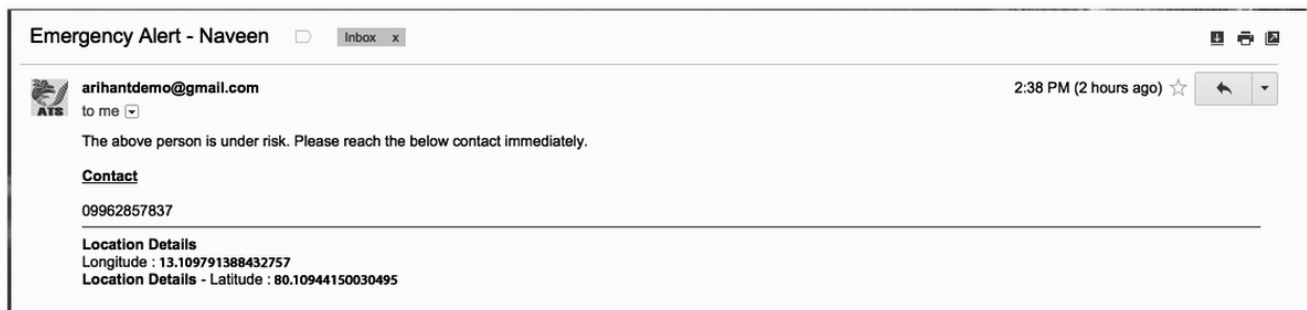 Emergency Alert - Naveen Inbox x
arihantdemo@gmail.com 2:38 PM (2 hours ago)
ATS to me
The above person is under risk. Please reach the below contact immediately.
Contact
09962857837
Location Details
Longitude : 13.109791388432757
Location Details - Latitude : 80.10944150030495